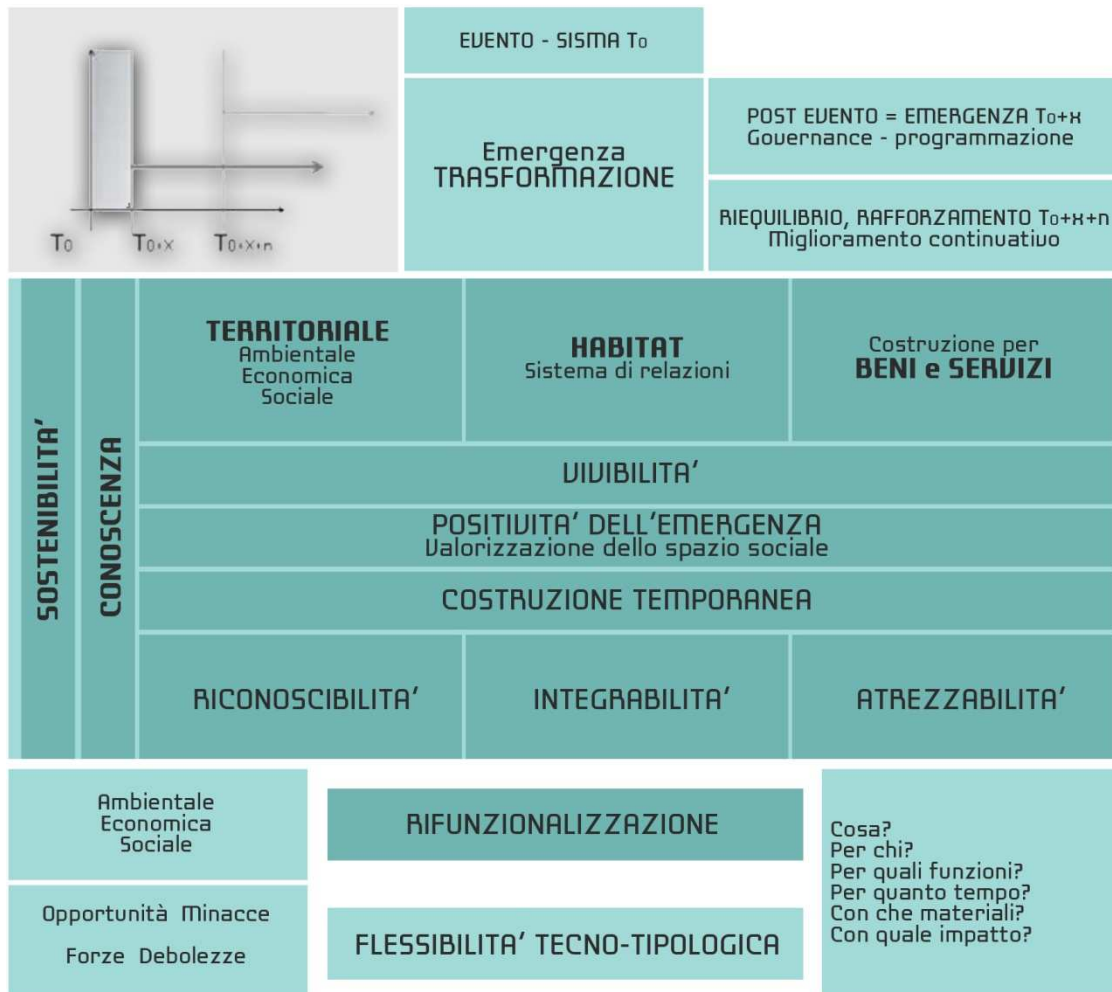 T0
T0+x
T0+x+n
EVENTO - SISMA T0
Emergenza
TRASFORMAZIONE
POST EVENTO = EMERGENZA T0+x
Governance - programmazione
RIEQUILIBRIO, RAFFORZAMENTO T0+x+n
Miglioramento continuativo
SOSTENIBILITA'
CONOSCENZA
TERRITORIALE
Ambientale
Economica
Sociale
HABITAT
Sistema di relazioni
Costruzione per
BENI e SERVIZI
VIVIBILITA'
POSITIVITA' DELL'EMERGENZA
Valorizzazione dello spazio sociale
COSTRUZIONE TEMPORANEA
RICONOSCIBILITA'
INTEGRABILITA'
ATREZZABILITA'
Ambientale
Economica
Sociale
Opportunità Minacce
Forze Debolezze
RIFUNZIONALIZZAZIONE
FLESSIBILITA' TECNO-TIPOLOGICA
Cosa?
Per chi?
Per quali funzioni?
Per quanto tempo?
Con che materiali?
Con quale impatto?